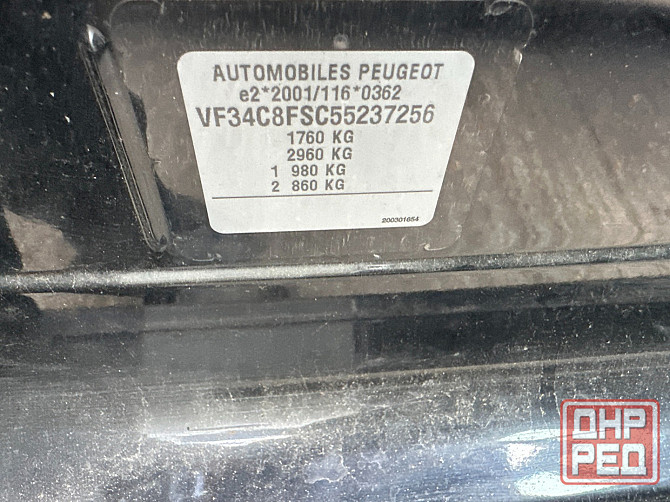 AUTOMOBILES PEUGEOT
e2*2001/116*0362
VF34C8FSC55237256
1760 KG
2960 KG
1 980 KG
2 860 KG
200301654
ДНР
РЕД